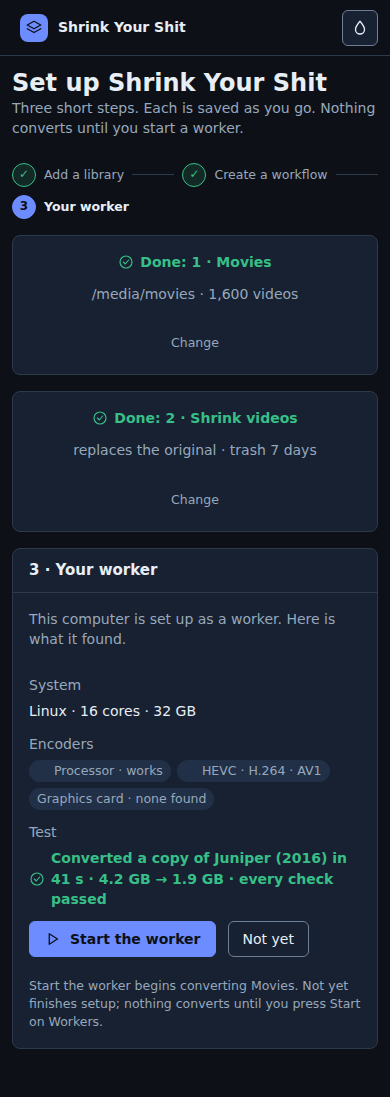 Shrink Your Shit
Set up Shrink Your Shit
Three short steps. Each is saved as you go. Nothing
converts until you start a worker.
✓ Add a library ✓ Create a workflow
3 Your worker
Done: 1 · Movies
/media/movies · 1,600 videos
Change
Done: 2 · Shrink videos
replaces the original · trash 7 days
Change
3 · Your worker
This computer is set up as a worker. Here is
what it found.
System
Linux · 16 cores · 32 GB
Encoders
Processor · works HEVC · H.264 · AV1
Graphics card · none found
Test
Converted a copy of Juniper (2016) in
41 s · 4.2 GB → 1.9 GB · every check
passed
Start the worker Not yet
Start the worker begins converting Movies. Not yet
finishes setup; nothing converts until you press Start
on Workers.